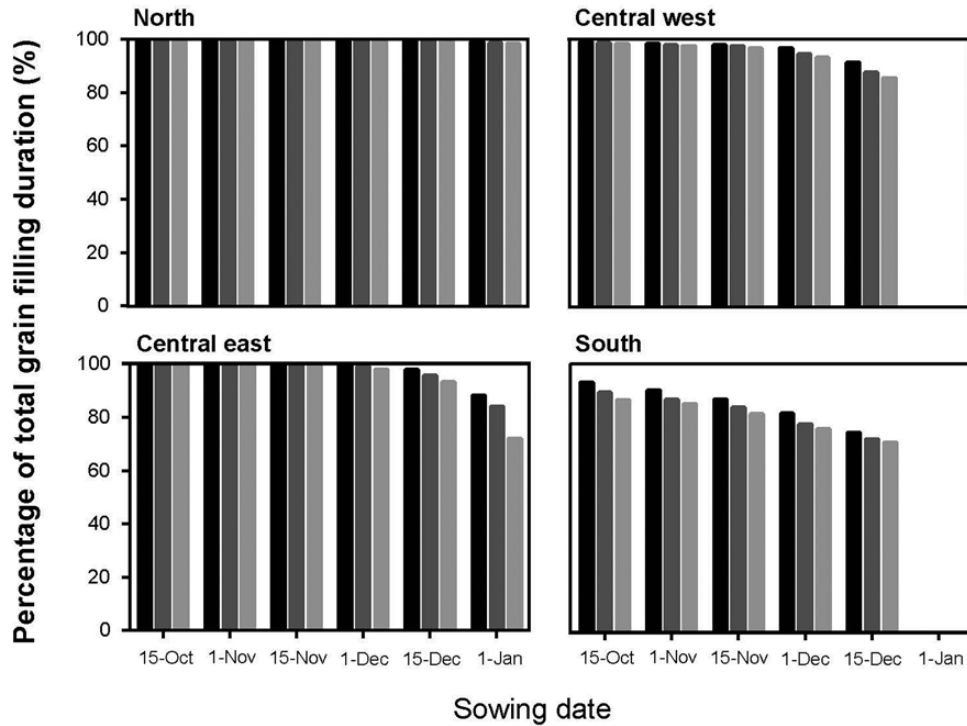 North
Central west
Percentage of total grain filling duration (%)
100
80
60
40
20
0
Central east
South
100
80
60
40
20
0
15-Oct 1-Nov 15-Nov 1-Dec 15-Dec 1-Jan
15-Oct 1-Nov 15-Nov 1-Dec 15-Dec 1-Jan
Sowing date